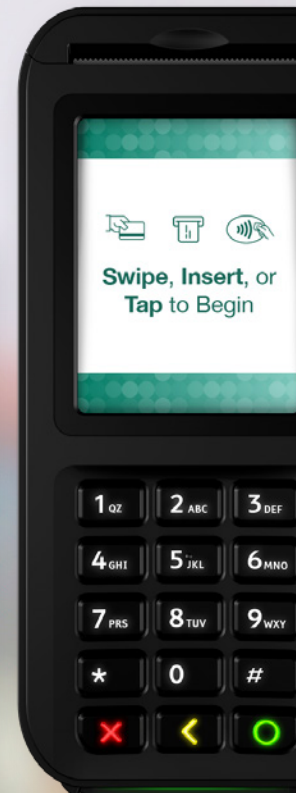 Swipe, Insert, or
Tap to Begin
1 QZ 2 ABC 3 DEF
4 GHI 5 JKL 6 MNO
7 PRS 8 TUV 9 WXY
* 0 #